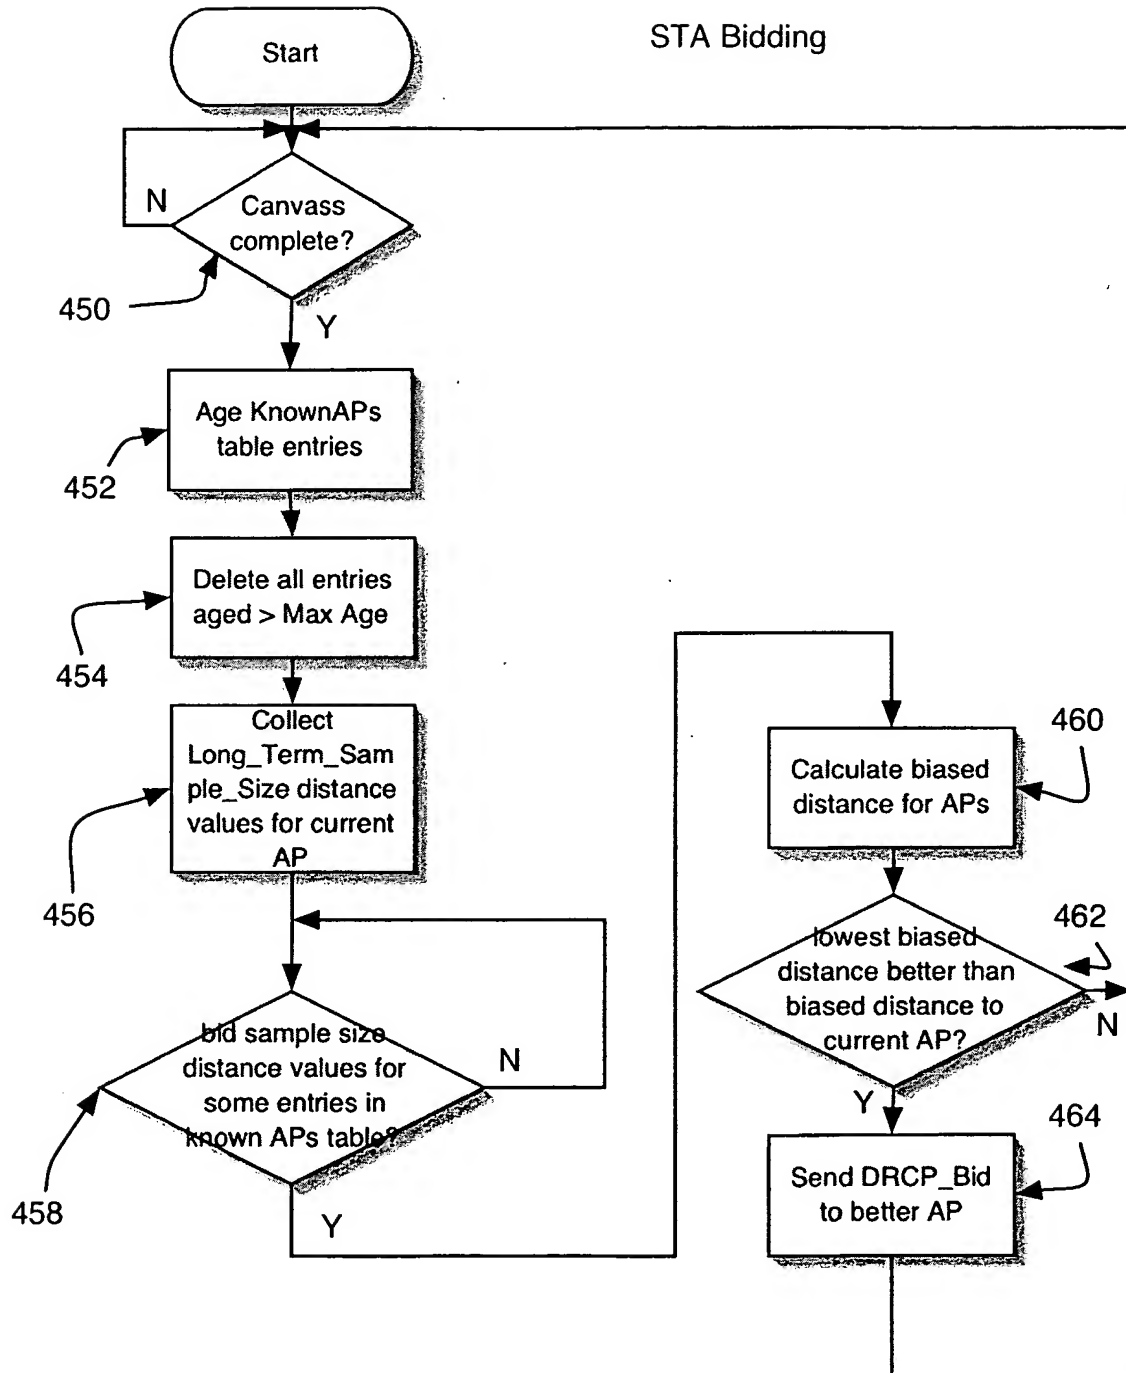 STA Bidding
Start
N
Canvass
complete?
450
Y
Age KnownAPs
table entries
452
Delete all entries
aged > Max Age
454
Collect
Long_Term_Sam
ple_Size distance
values for current
AP
456
bid sample size
distance values for
some entries in
known APs table?
N
458
Y
460
Calculate biased
distance for APs
462
lowest biased
distance better than
biased distance to
current AP?
N
Y
464
Send DRCP_Bid
to better AP